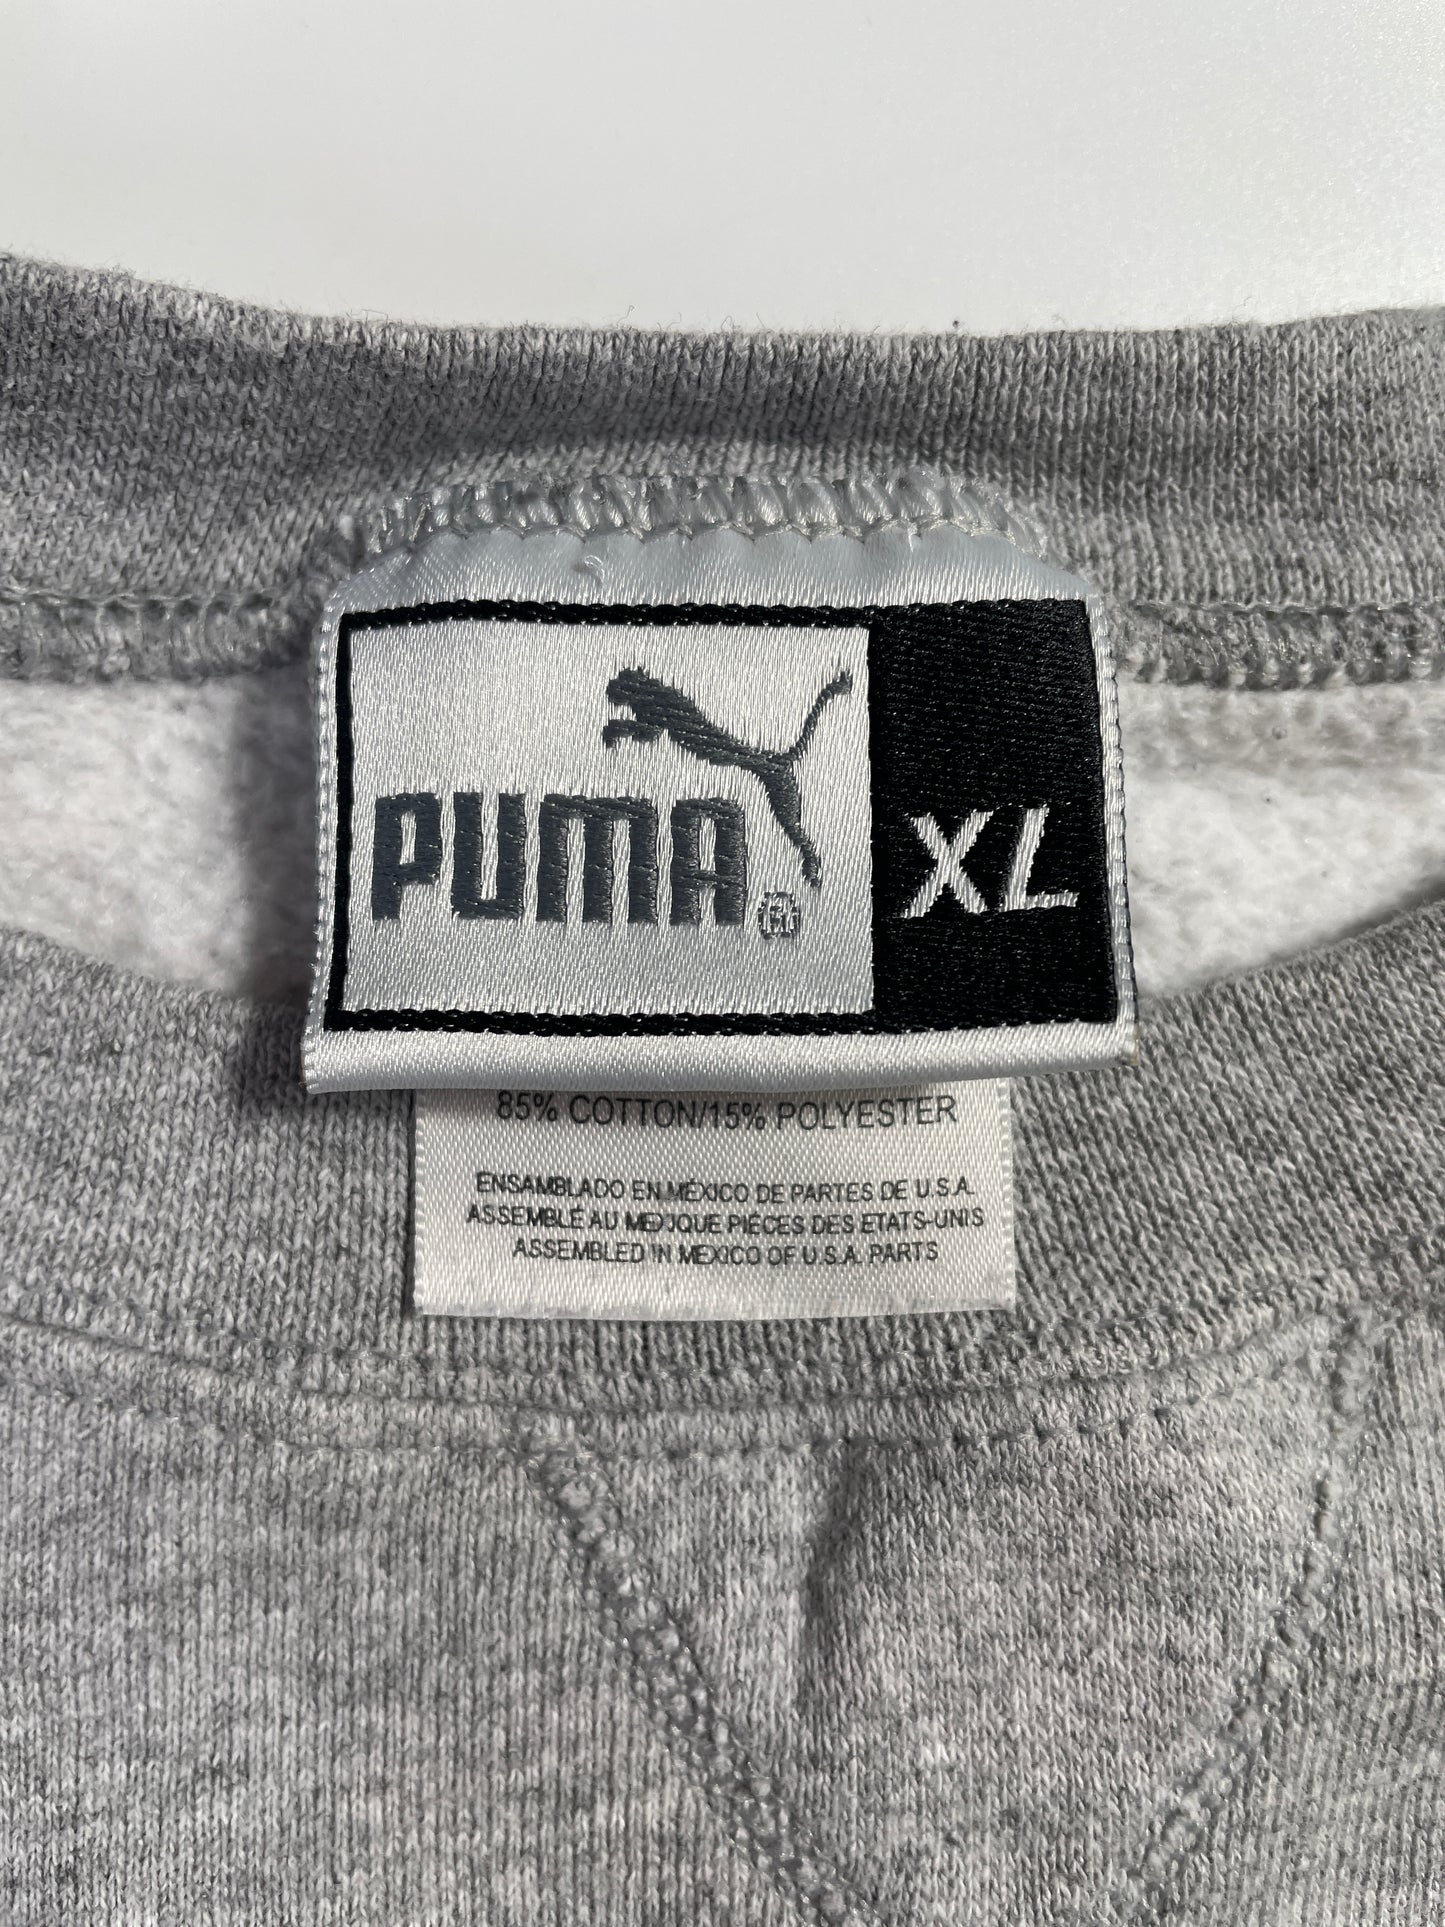 PUMA ®
XL
85% COTTON/15% POLYESTER
ENSAMBLADO EN MÉXICO DE PARTES DE U.S.A.
ASSEMBLÉ AU MEXIQUE PIÉCES DES ETATS-UNIS
ASSEMBLED IN MEXICO OF U.S.A. PARTS